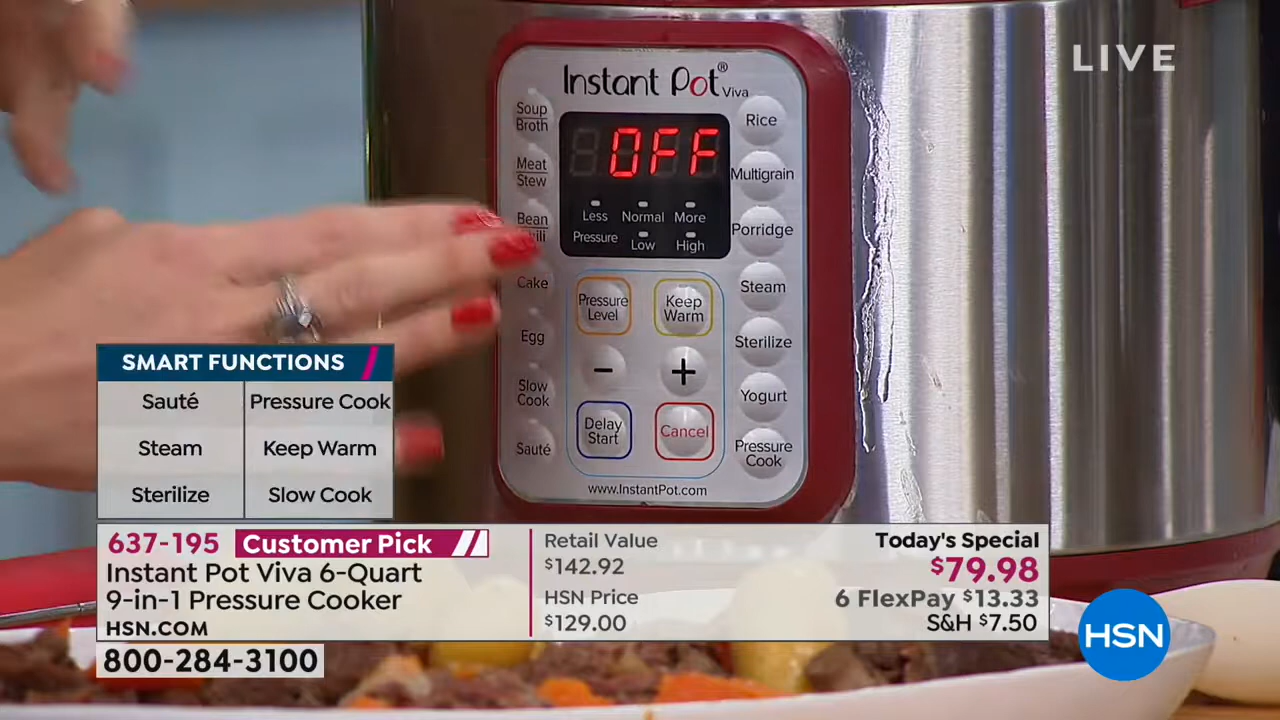 LIVE
Instant Pot® Viva
Soup
Broth
Meat
Stew
Bean
Cake
Egg
Slow
Cook
Sauté
OFF
Less Normal More
Pressure Low High
Pressure
Level
Keep
Warm
− +
Delay
Start
Cancel
www.InstantPot.com
Rice
Multigrain
Porridge
Steam
Sterilize
Yogurt
Pressure
Cook
SMART FUNCTIONS
Sauté Pressure Cook
Steam Keep Warm
Sterilize Slow Cook
637-195 Customer Pick
Instant Pot Viva 6-Quart
9-in-1 Pressure Cooker
HSN.COM
Retail Value
$142.92
HSN Price
$129.00
Today's Special
$79.98
6 FlexPay $13.33
S&H $7.50
800-284-3100
HSN